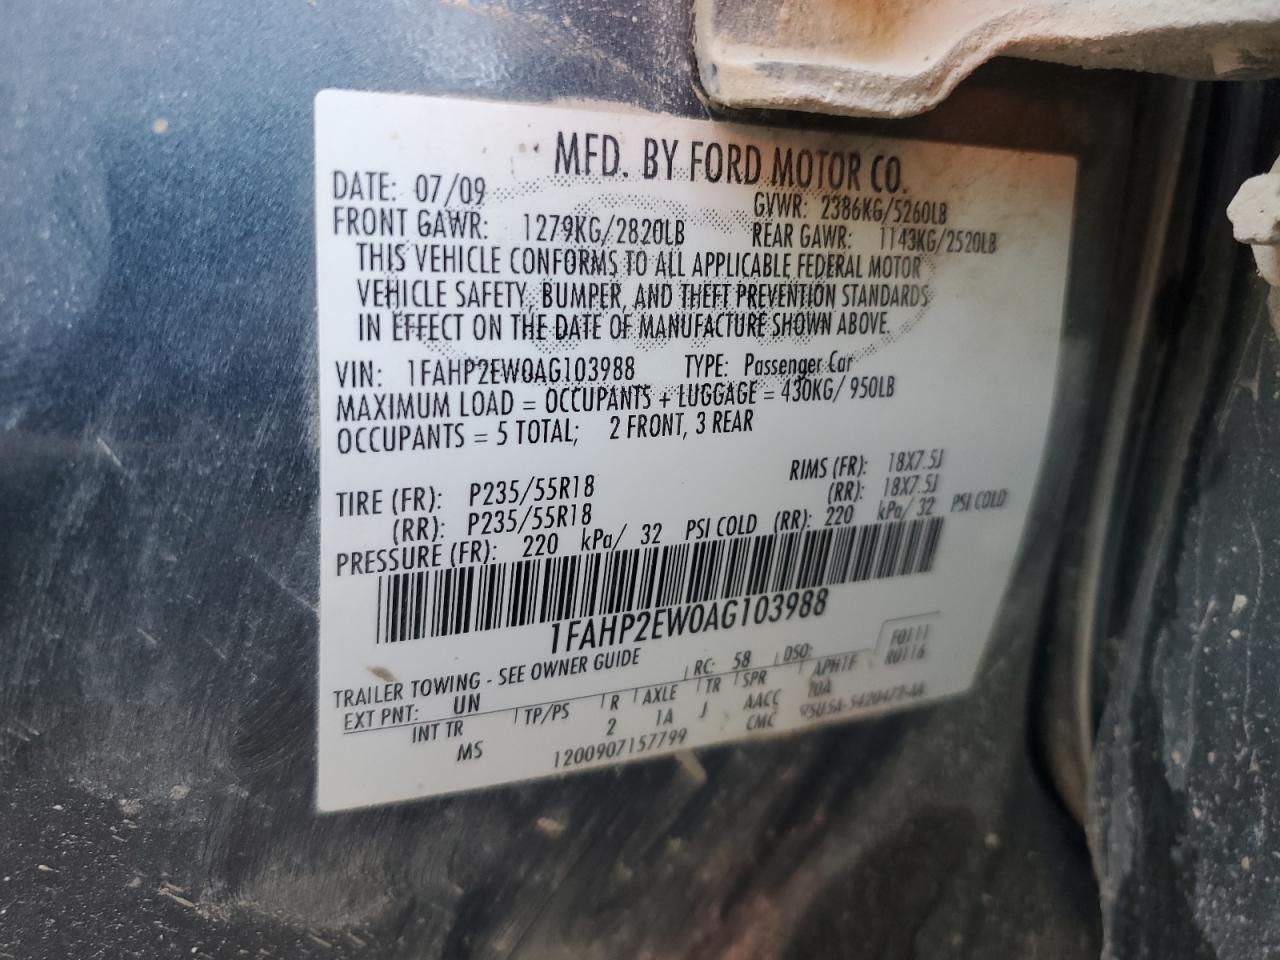 MFD. BY FORD MOTOR CO.
DATE: 07/09 GVWR: 2386KG/5260LB
FRONT GAWR: 1279KG/2820LB REAR GAWR: 1143KG/2520LB
THIS VEHICLE CONFORMS TO ALL APPLICABLE FEDERAL MOTOR
VEHICLE SAFETY, BUMPER, AND THEFT PREVENTION STANDARDS
IN EFFECT ON THE DATE OF MANUFACTURE SHOWN ABOVE.
VIN: 1FAHP2EW0AG103988 TYPE: Passenger Car
MAXIMUM LOAD = OCCUPANTS + LUGGAGE = 430KG/ 950LB
OCCUPANTS = 5 TOTAL; 2 FRONT, 3 REAR
TIRE (FR): P235/55R18 RIMS (FR): 18X7.5J
(RR): P235/55R18 (RR): 18X7.5J
PRESSURE (FR): 220 kPa/ 32 PSI COLD (RR): 220 kPa/ 32 PSI COLD
1FAHP2EW0AG103988
TRAILER TOWING - SEE OWNER GUIDE
EXT PNT: UN RC: 58 DSO: F0111
R0116
INT TR TP/PS R AXLE TR SPR APHTF
MS 2 1A J AACC 10A
CMC
1200907157799